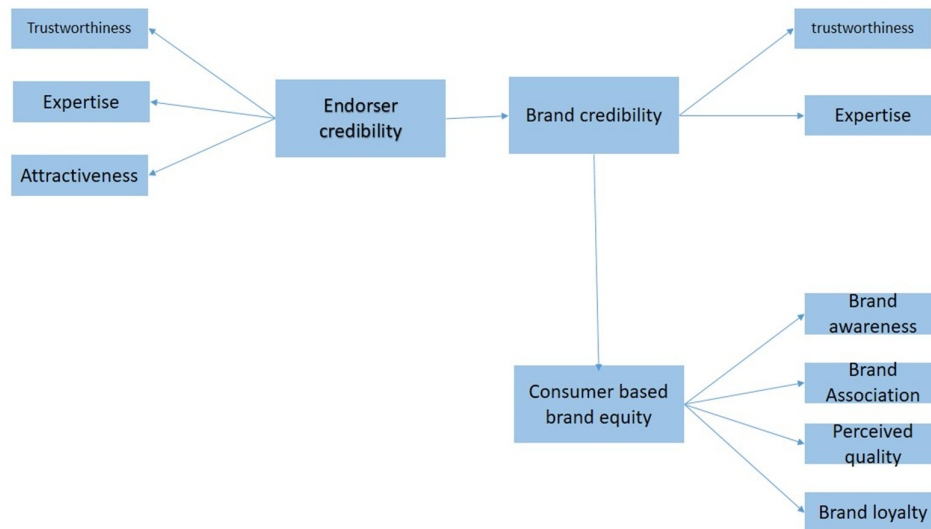 Trustworthiness
Expertise
Attractiveness
Endorser
credibility
Brand credibility
trustworthiness
Expertise
Consumer based
brand equity
Brand
awareness
Brand
Association
Perceived
quality
Brand loyalty